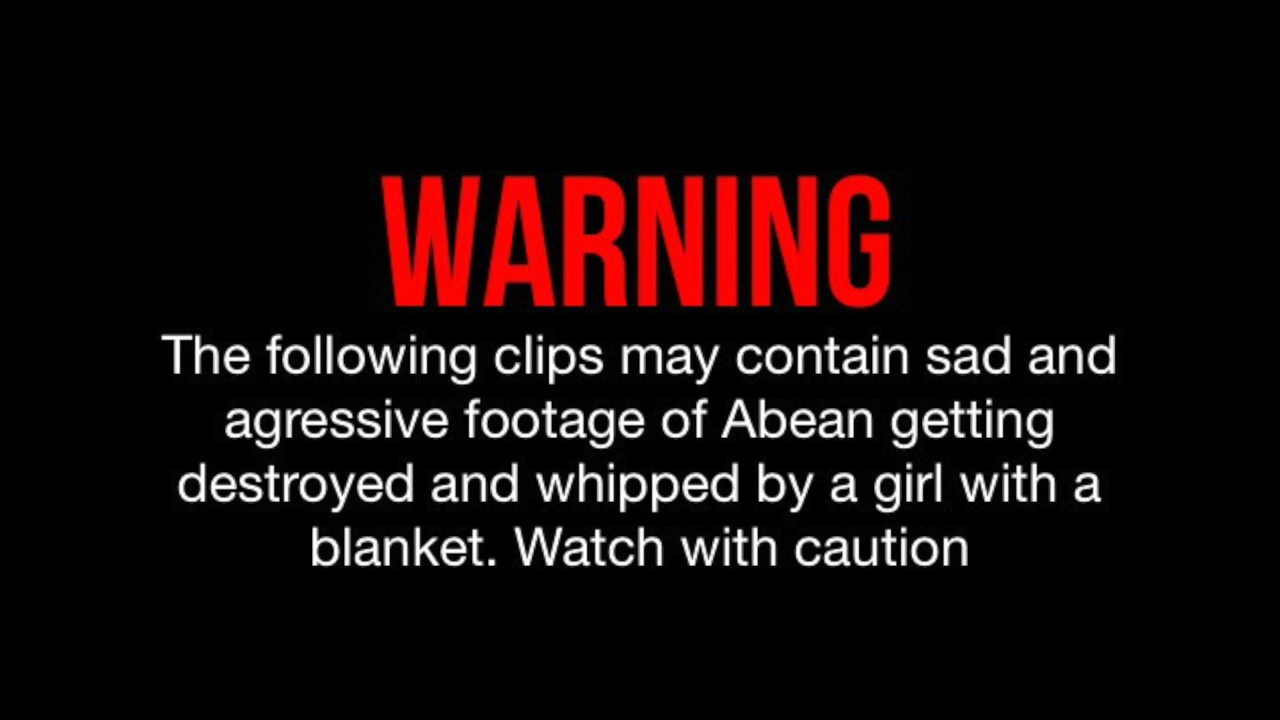 WARNING
The following clips may contain sad and
agressive footage of Abean getting
destroyed and whipped by a girl with a
blanket. Watch with caution